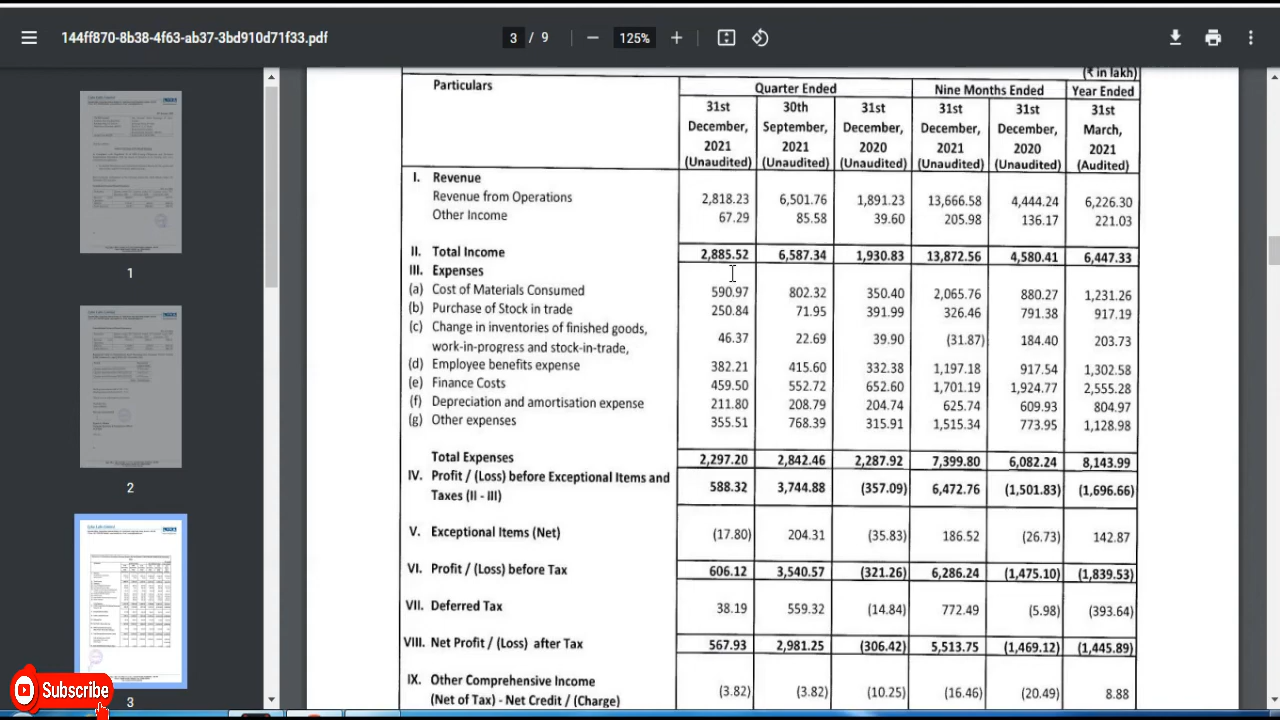 144ff870-8b38-4f63-ab37-3bd910d71f33.pdf
3 / 9
125%
(₹ in lakh)
Particulars Quarter Ended Nine Months Ended Year Ended
31st 30th 31st 31st 31st 31st
December, September, December, December, December, March,
2021 2021 2020 2021 2020 2021
(Unaudited) (Unaudited) (Unaudited) (Unaudited) (Unaudited) (Audited)
I. Revenue
Revenue from Operations 2,818.23 6,501.76 1,891.23 13,666.58 4,444.24 6,226.30
Other Income 67.29 85.58 39.60 205.98 136.17 221.03
II. Total Income 2,885.52 6,587.34 1,930.83 13,872.56 4,580.41 6,447.33
III. Expenses
(a) Cost of Materials Consumed 590.97 802.32 350.40 2,065.76 880.27 1,231.26
(b) Purchase of Stock in trade 250.84 71.95 391.99 326.46 791.38 917.19
(c) Change in inventories of finished goods,
work-in-progress and stock-in-trade, 46.37 22.69 39.90 (31.87) 184.40 203.73
(d) Employee benefits expense 382.21 415.60 332.38 1,197.18 917.54 1,302.58
(e) Finance Costs 459.50 552.72 652.60 1,701.19 1,924.77 2,555.28
(f) Depreciation and amortisation expense 211.80 208.79 204.74 625.74 609.93 804.97
(g) Other expenses 355.51 768.39 315.91 1,515.34 773.95 1,128.98
Total Expenses 2,297.20 2,842.46 2,287.92 7,399.80 6,082.24 8,143.99
IV. Profit / (Loss) before Exceptional Items and
Taxes (II - III) 588.32 3,744.88 (357.09) 6,472.76 (1,501.83) (1,696.66)
V. Exceptional Items (Net) (17.80) 204.31 (35.83) 186.52 (26.73) 142.87
VI. Profit / (Loss) before Tax 606.12 3,540.57 (321.26) 6,286.24 (1,475.10) (1,839.53)
VII. Deferred Tax 38.19 559.32 (14.84) 772.49 (5.98) (393.64)
VIII. Net Profit / (Loss) after Tax 567.93 2,981.25 (306.42) 5,513.75 (1,469.12) (1,445.89)
IX. Other Comprehensive Income
(Net of Tax) - Net Credit / (Charge) (3.82) (3.82) (10.25) (16.46) (20.49) 8.88
1
2
3
Subscribe